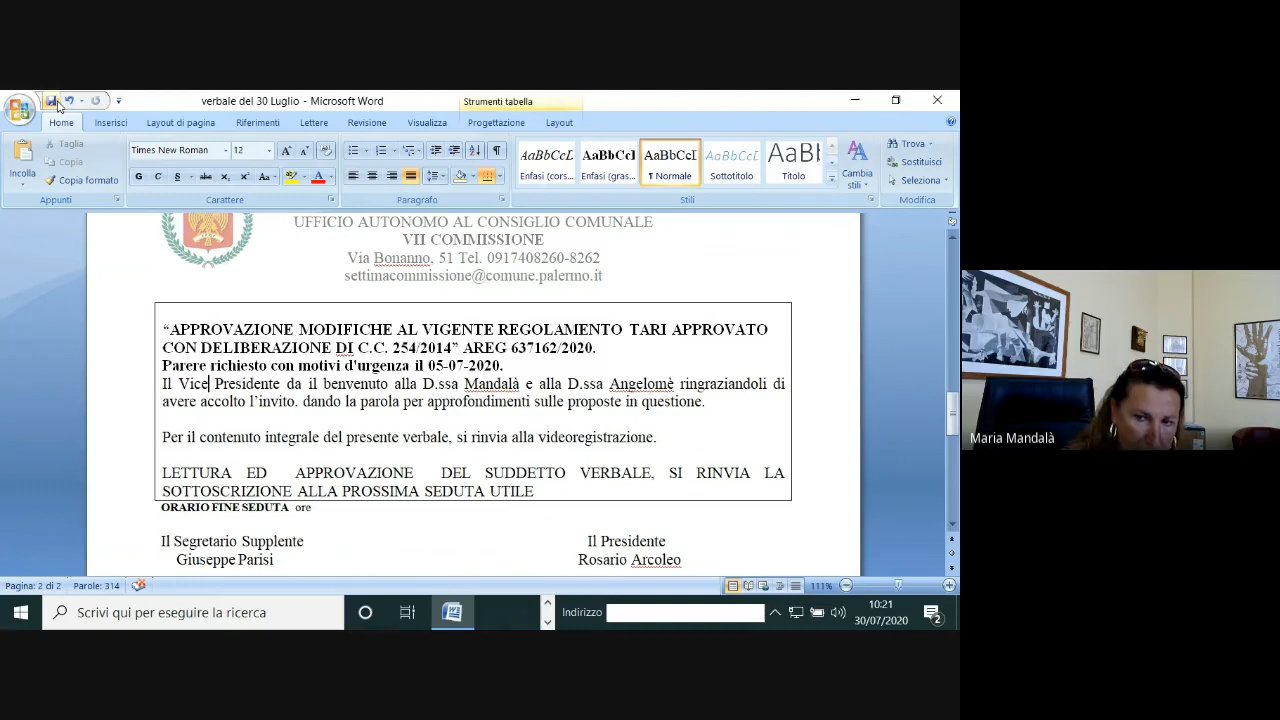 verbale del 30 Luglio - Microsoft Word
Strumenti tabella
Home Inserisci Layout di pagina Riferimenti Lettere Revisione Visualizza Progettazione Layout
Incolla
Taglia
Copia
Copia formato
Appunti
Times New Roman 12
G C S abc x₂ x² Aa
Carattere
Paragrafo
AaBbCcI AaBbCcI AaBbCcI AaBbCcI AaBb
Enfasi (cors... Enfasi (gras... ¶ Normale Sottotitolo Titolo
Cambia stili
Stili
Trova
Sostituisci
Seleziona
Modifica
UFFICIO AUTONOMO AL CONSIGLIO COMUNALE
VII COMMISSIONE
Via Bonanno, 51 Tel. 0917408260-8262
settimacommissione@comune.palermo.it
“APPROVAZIONE MODIFICHE AL VIGENTE REGOLAMENTO TARI APPROVATO
CON DELIBERAZIONE DI C.C. 254/2014” AREG 637162/2020.
Parere richiesto con motivi d'urgenza il 05-07-2020.
Il Vice Presidente da il benvenuto alla D.ssa Mandalà e alla D.ssa Angelomè ringraziandoli di
avere accolto l’invito. dando la parola per approfondimenti sulle proposte in questione.
Per il contenuto integrale del presente verbale, si rinvia alla videoregistrazione.
LETTURA ED APPROVAZIONE DEL SUDDETTO VERBALE, SI RINVIA LA
SOTTOSCRIZIONE ALLA PROSSIMA SEDUTA UTILE
ORARIO FINE SEDUTA ore
Il Segretario Supplente Il Presidente
Giuseppe Parisi Rosario Arcoleo
Pagina: 2 di 2 Parole: 314 111%
Scrivi qui per eseguire la ricerca
Indirizzo
10:21
30/07/2020
2
Maria Mandalà